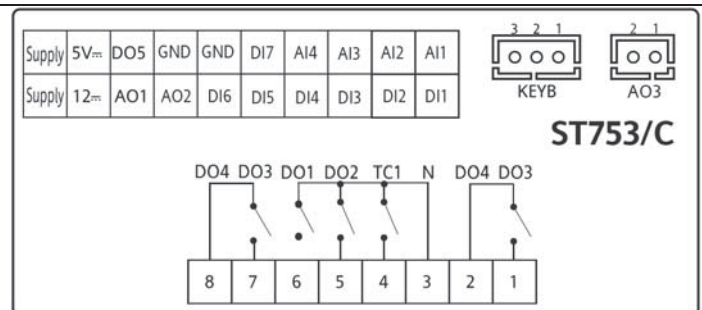 3 2 1 2 1
Supply 5V⎓ DO5 GND GND DI7 AI4 AI3 AI2 AI1
Supply 12⎓ AO1 AO2 DI6 DI5 DI4 DI3 DI2 DI1
KEYB AO3
ST753/C
DO4 DO3 DO1 DO2 TC1 N DO4 DO3
8 7 6 5 4 3 2 1